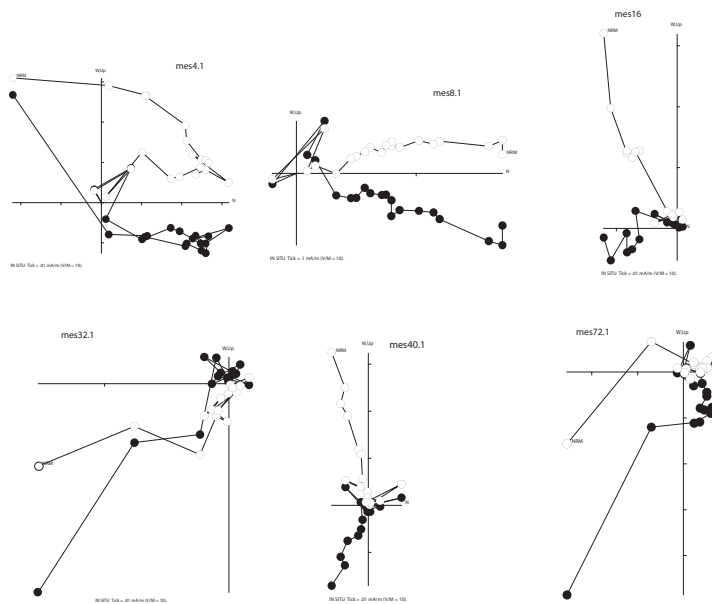 mes4.1
W,Up
NRM
N
IN SITU Tick = .01 mA/m (V/M = 10).
mes8.1
W,Up
N
NRM
IN SITU Tick = .1 mA/m (V/M = 10).
mes16
W,Up
NRM
N
IN SITU Tick = .01 mA/m (V/M = 10).
mes32.1
W,Up
NRM
IN SITU Tick = .01 mA/m (V/M = 10).
mes40.1
W,Up
NRM
N
IN SITU Tick = .01 mA/m (V/M = 10).
mes72.1
W,Up
NRM